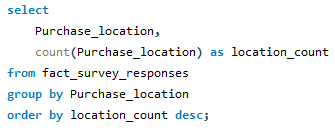 select
    Purchase_location,
    count(Purchase_location) as location_count
from fact_survey_responses
group by Purchase_location
order by location_count desc;